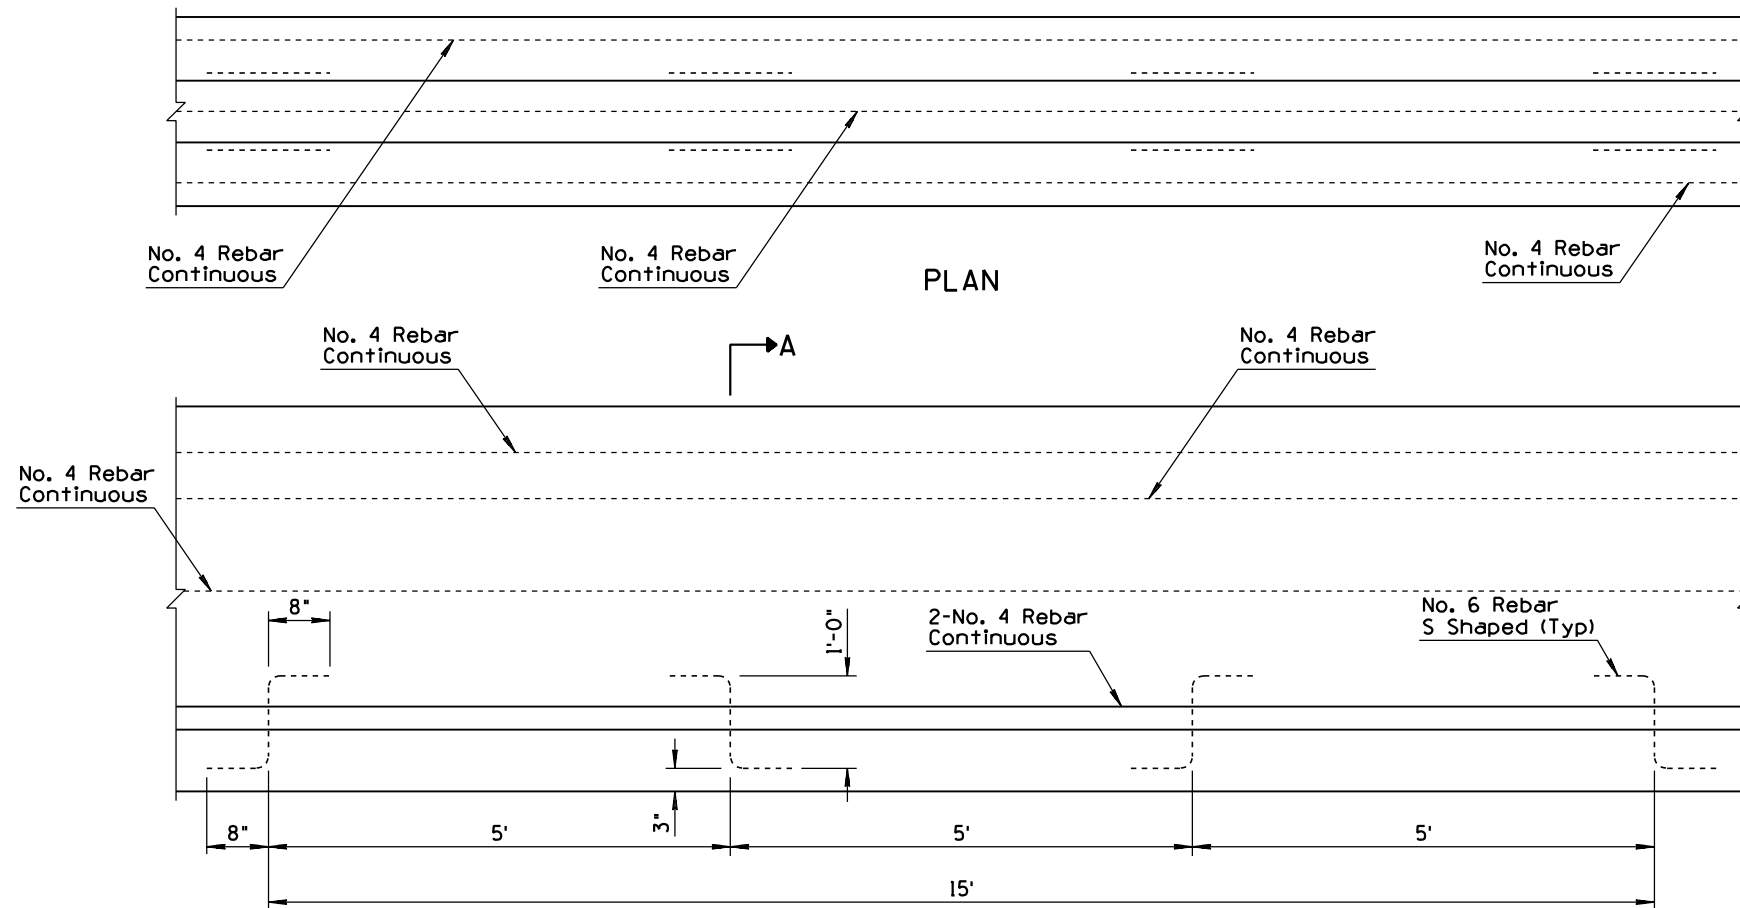 No. 4 Rebar
Continuous
No. 4 Rebar
Continuous
No. 4 Rebar
Continuous
PLAN
No. 4 Rebar
Continuous
A
No. 4 Rebar
Continuous
No. 4 Rebar
Continuous
8"
1'-0"
2-No. 4 Rebar
Continuous
No. 6 Rebar
S Shaped (Typ)
3"
8"
5'
5'
5'
15'